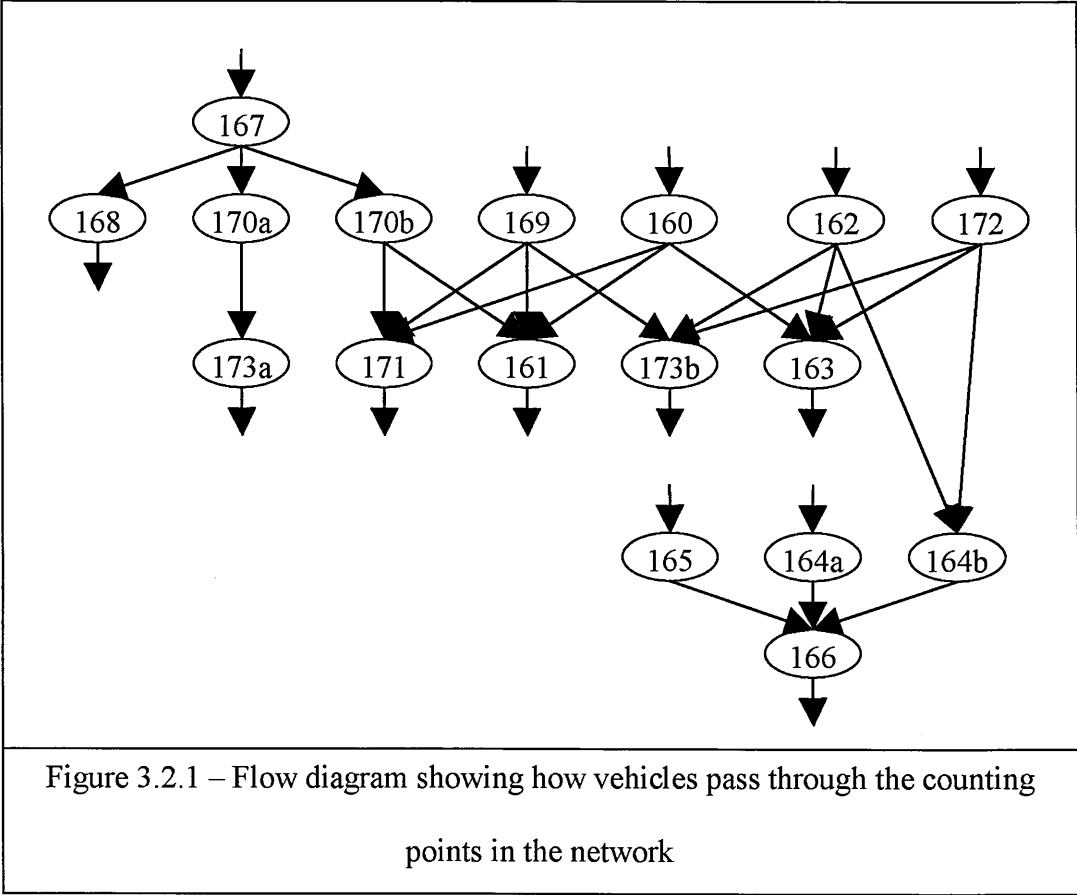 167
168 170a 170b 169 160 162 172
173a 171 161 173b 163
165 164a 164b
166
Figure 3.2.1 – Flow diagram showing how vehicles pass through the counting
points in the network